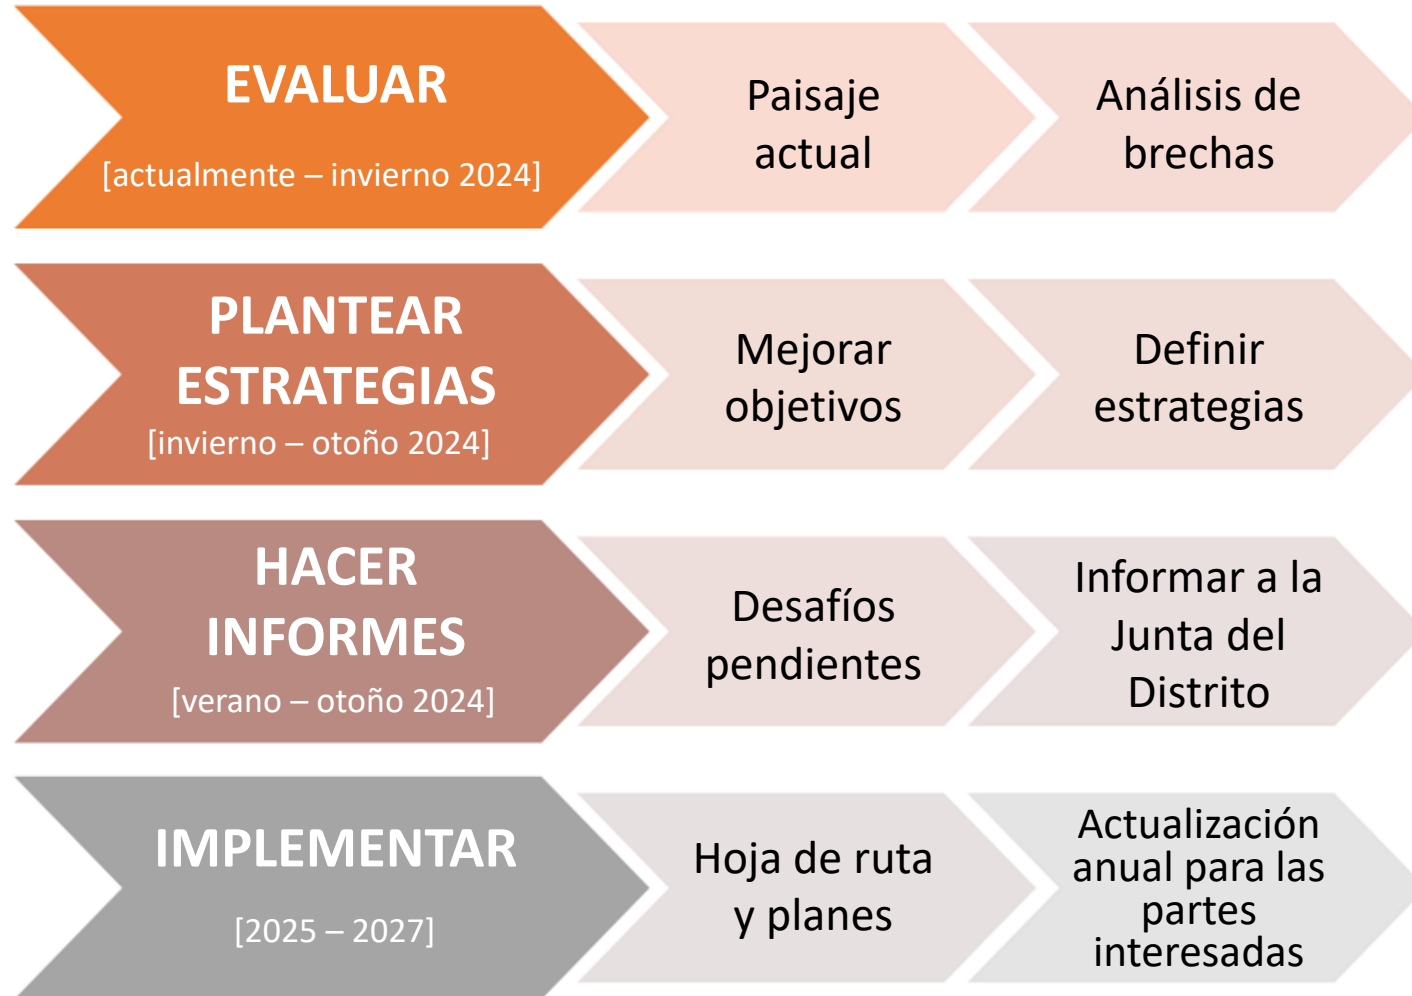 EVALUAR
[actualmente – invierno 2024]
Paisaje
actual
Análisis de
brechas
PLANTEAR
ESTRATEGIAS
[invierno – otoño 2024]
Mejorar
objetivos
Definir
estrategias
HACER
INFORMES
[verano – otoño 2024]
Desafíos
pendientes
Informar a la
Junta del
Distrito
IMPLEMENTAR
[2025 – 2027]
Hoja de ruta
y planes
Actualización
anual para las
partes
interesadas